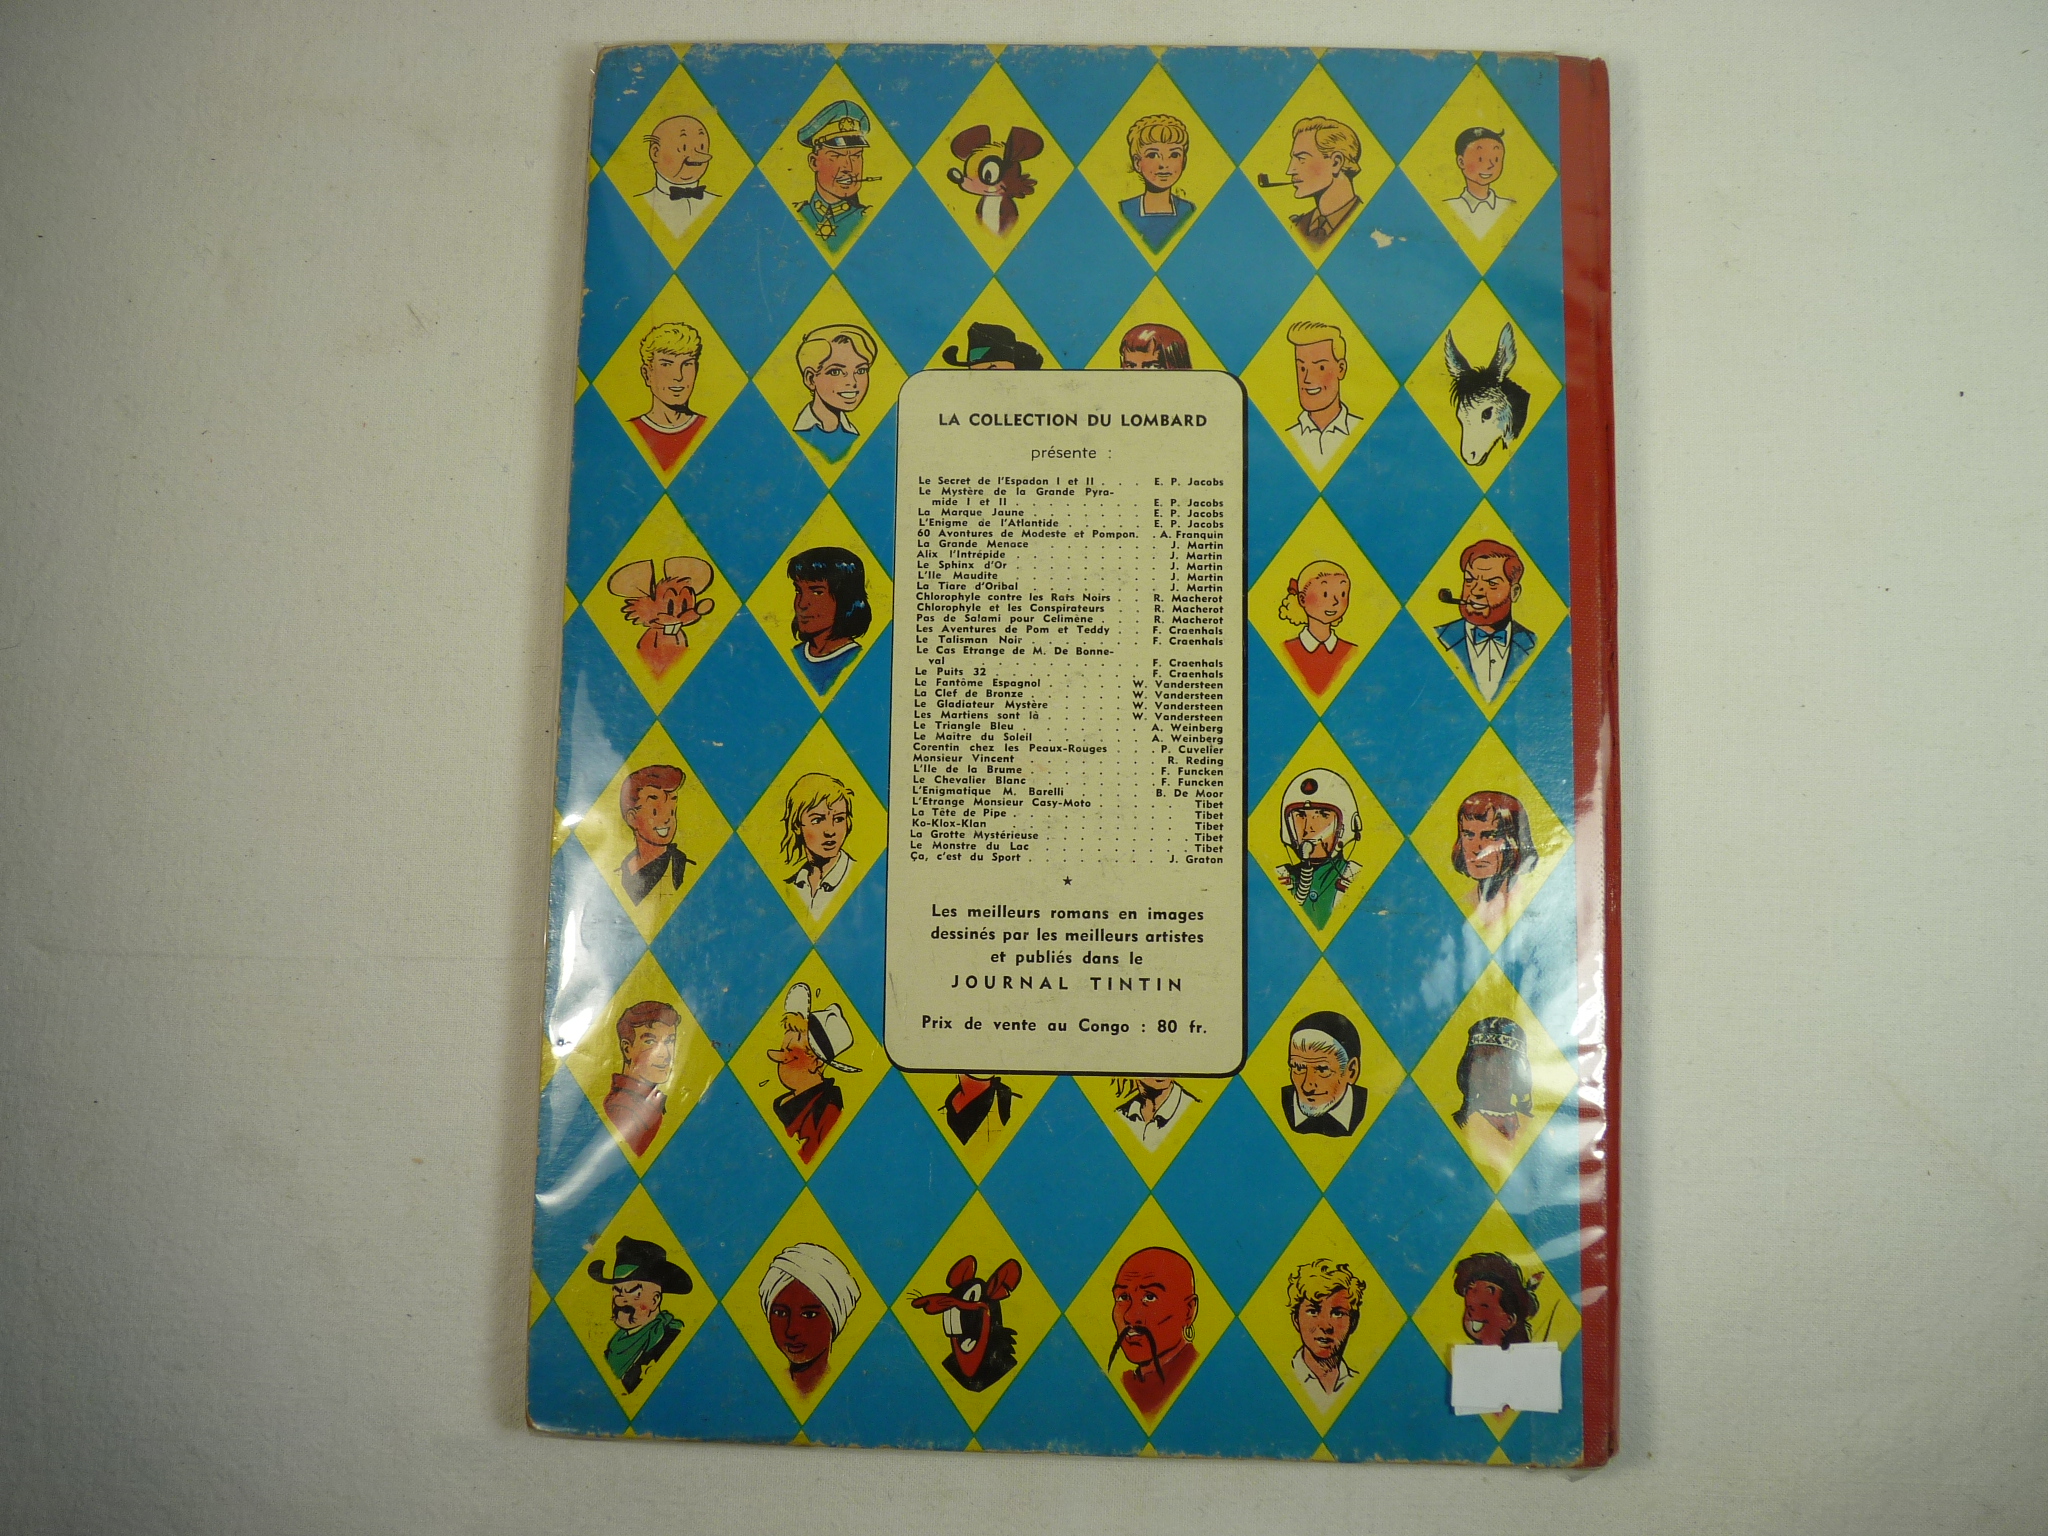 LA COLLECTION DU LOMBARD
présente :
Le Secret de l'Espadon I et II . . . E. P. Jacobs
Le Mystère de la Grande Pyra-
mide I et II . . . . . . . E. P. Jacobs
La Marque Jaune . . . . . . E. P. Jacobs
L'Enigme de l'Atlantide . . . . . E. P. Jacobs
60 Avontures de Modeste et Pompon. . A. Franquin
La Grande Menace . . . . . . . J. Martin
Alix l'Intrépide . . . . . . . . J. Martin
Le Sphinx d'Or . . . . . . . . J. Martin
L'Ile Maudite . . . . . . . . J. Martin
La Tiare d'Oribal . . . . . . . J. Martin
Chlorophylle contre les Rats Noirs . . R. Macherot
Chlorophyle et les Conspirateurs . . R. Macherot
Pas de Salami pour Celimène . . . R. Macherot
Les Aventures de Pom et Teddy . . F. Craenhals
Le Talisman Noir . . . . . . . F. Craenhals
Le Cas Etrange de M. De Bonne-
val . . . . . . . . . . F. Craenhals
Le Puits 32 . . . . . . . . . F. Craenhals
Le Fantôme Espagnol . . . . . W. Vandersteen
La Clef de Bronze . . . . . . W. Vandersteen
Le Gladiateur Mystère . . . . . W. Vandersteen
Les Martiens sont là . . . . . W. Vandersteen
Le Triangle Bleu . . . . . . . A. Weinberg
Le Maitre du Soleil . . . . . . A. Weinberg
Corentin chez les Peaux-Rouges . . . P. Cuvelier
Monsieur Vincent . . . . . . . R. Reding
L'Ile de la Brume . . . . . . . F. Funcken
Le Chevalier Blanc . . . . . . . F. Funcken
L'Enigmatique M. Barelli . . . . . B. De Moor
L'Etrange Monsieur Casy-Moto . . . . . Tibet
La Tête de Pipe . . . . . . . . . Tibet
Ko-Klox-Klan . . . . . . . . . Tibet
La Grotte Mystérieuse . . . . . . . Tibet
Le Monstre du Lac . . . . . . . . Tibet
Ça, c'est du Sport . . . . . . . J. Graton
★
Les meilleurs romans en images
dessinés par les meilleurs artistes
et publiés dans le
JOURNAL TINTIN
Prix de vente au Congo : 80 fr.